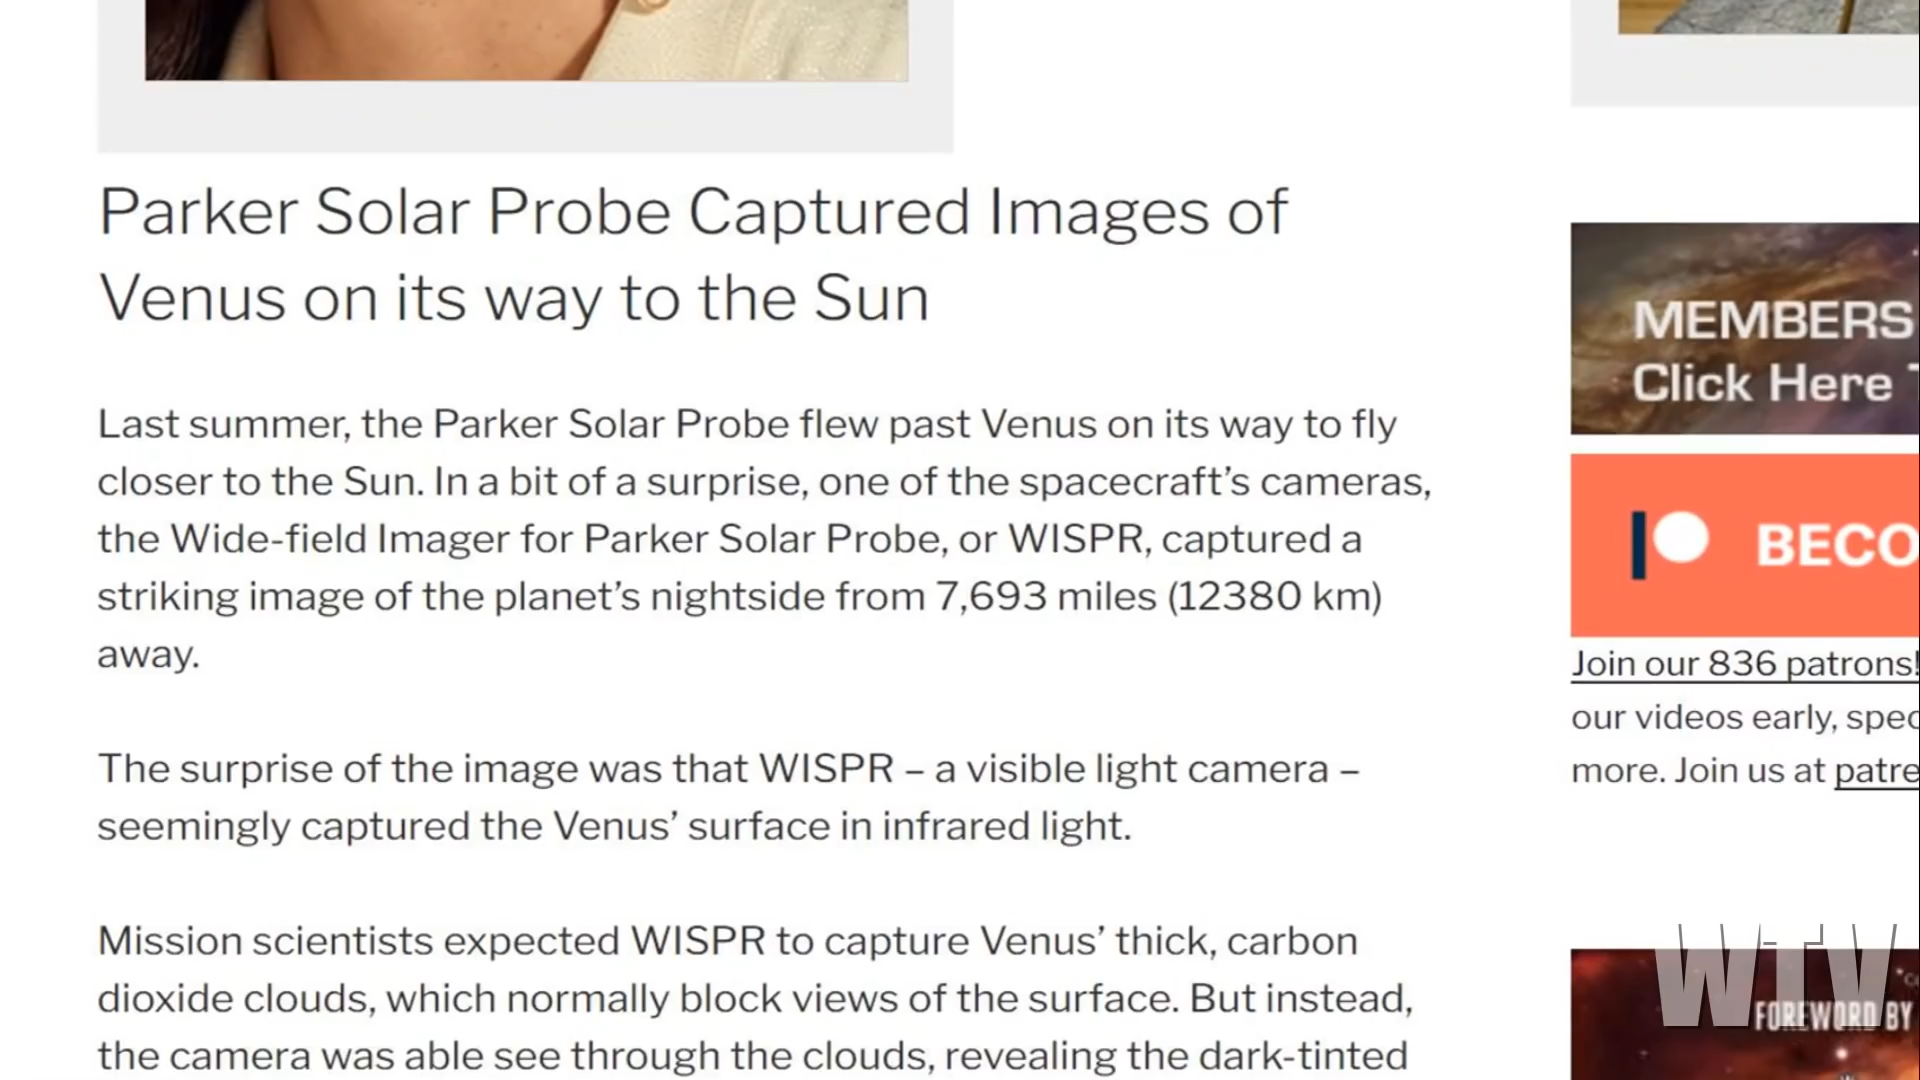 Parker Solar Probe Captured Images of
Venus on its way to the Sun
Last summer, the Parker Solar Probe flew past Venus on its way to fly
closer to the Sun. In a bit of a surprise, one of the spacecraft’s cameras,
the Wide-field Imager for Parker Solar Probe, or WISPR, captured a
striking image of the planet’s nightside from 7,693 miles (12380 km)
away.
The surprise of the image was that WISPR – a visible light camera –
seemingly captured the Venus’ surface in infrared light.
Mission scientists expected WISPR to capture Venus’ thick, carbon
dioxide clouds, which normally block views of the surface. But instead,
the camera was able see through the clouds, revealing the dark-tinted
MEMBERS
Click Here
BECO
Join our 836 patrons!
our videos early, spec
more. Join us at patre
WTV
FOREWORD BY